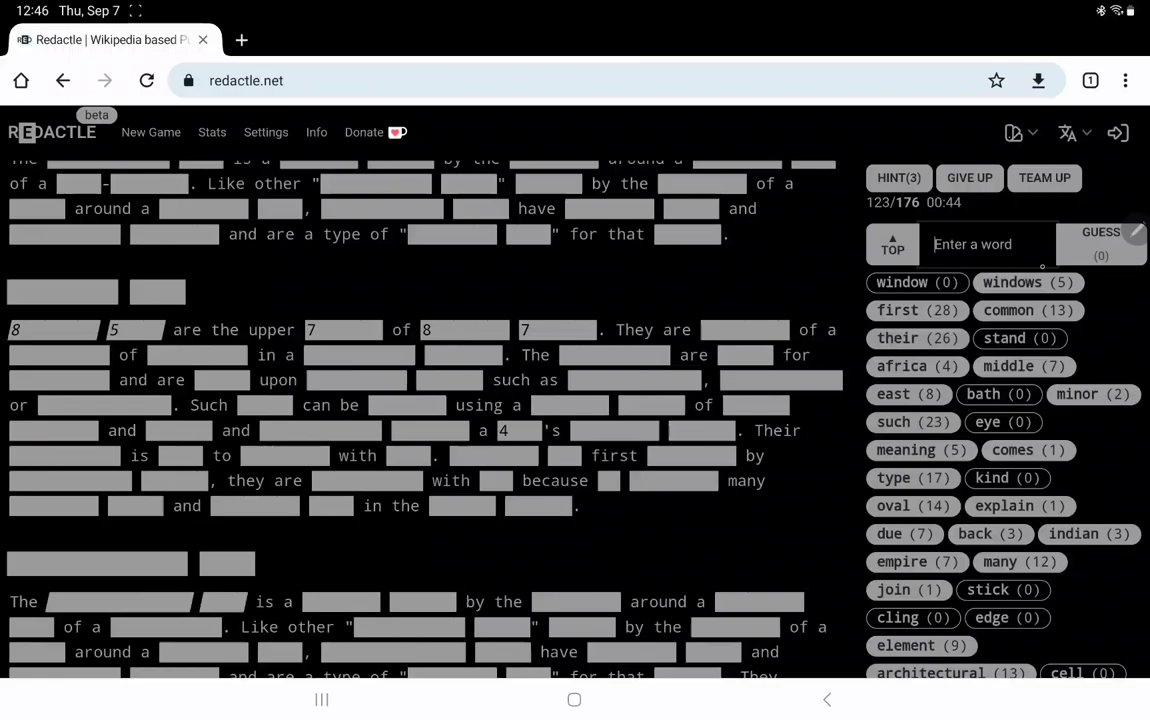 12:46 Thu, Sep 7
Redactle | Wikipedia based Pu
redactle.net
1
beta
REDACTLE New Game Stats Settings Info Donate
The is a by the around a
of a - . Like other " " by the of a
around a , have and
and are a type of " " for that .
8 5 are the upper 7 of 8 7 . They are of a
of in a . The are for
and are upon such as ,
or . Such can be using a of
and and a 4 's . Their
is to with . first by
, they are with because many
and in the .
The is a by the around a
of a . Like other " " by the of a
around a , have and
and are a type of " " for that . They
HINT(3) GIVE UP TEAM UP
123/176 00:44
▲ TOP
Enter a word
GUESS (0)
window (0) windows (5)
first (28) common (13)
their (26) stand (0)
africa (4) middle (7)
east (8) bath (0) minor (2)
such (23) eye (0)
meaning (5) comes (1)
type (17) kind (0)
oval (14) explain (1)
due (7) back (3) indian (3)
empire (7) many (12)
join (1) stick (0)
cling (0) edge (0)
element (9)
architectural (13) cell (0)